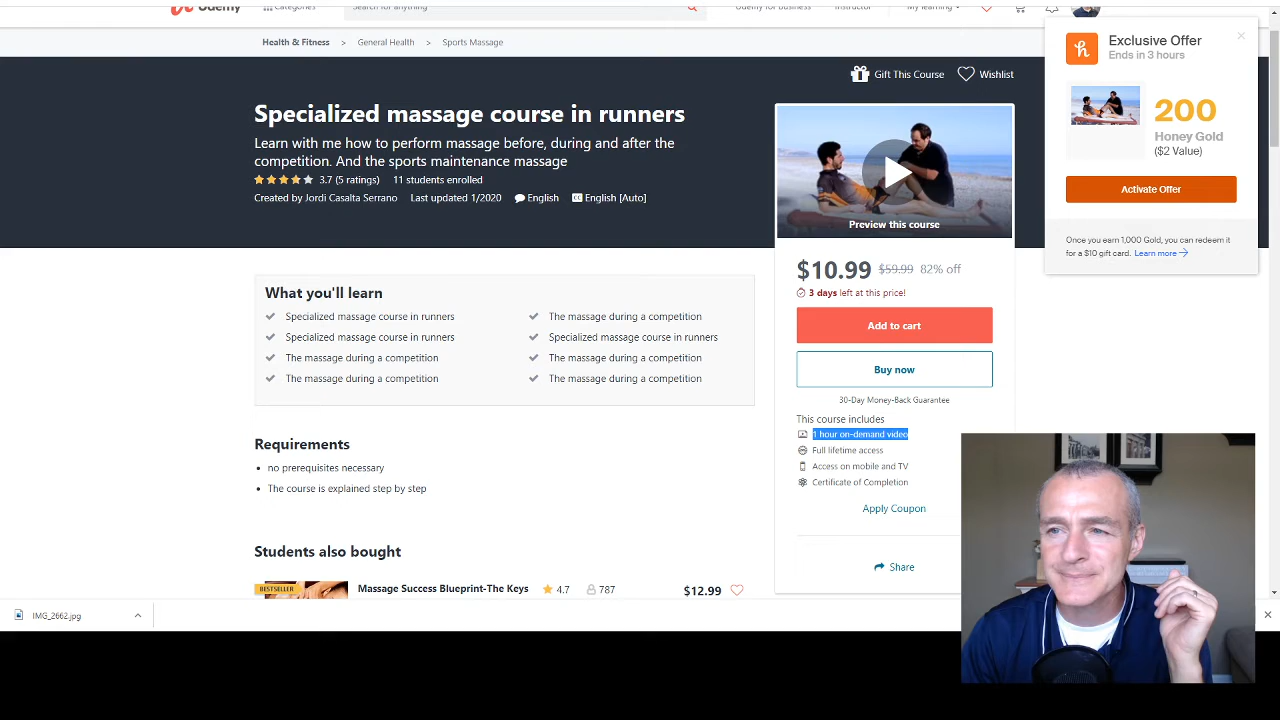 Udemy
Categories
Search for anything
Udemy for Business
Instructor
My learning
Health & Fitness > General Health > Sports Massage
Gift This Course
Wishlist
Specialized massage course in runners
Learn with me how to perform massage before, during and after the
competition. And the sports maintenance massage
3.7 (5 ratings) 11 students enrolled
Created by Jordi Casalta Serrano Last updated 1/2020 English CC English [Auto]
Preview this course
$10.99 $59.99 82% off
3 days left at this price!
Add to cart
Buy now
30-Day Money-Back Guarantee
This course includes
1 hour on-demand video
Full lifetime access
Access on mobile and TV
Certificate of Completion
Apply Coupon
Share
What you'll learn
Specialized massage course in runners
The massage during a competition
Specialized massage course in runners
Specialized massage course in runners
The massage during a competition
The massage during a competition
The massage during a competition
The massage during a competition
Requirements
no prerequisites necessary
The course is explained step by step
Students also bought
BESTSELLER
Massage Success Blueprint-The Keys 4.7 787 $12.99
Exclusive Offer
Ends in 3 hours
200
Honey Gold
($2 Value)
Activate Offer
Once you earn 1,000 Gold, you can redeem it
for a $10 gift card. Learn more
IMG_2662.jpg